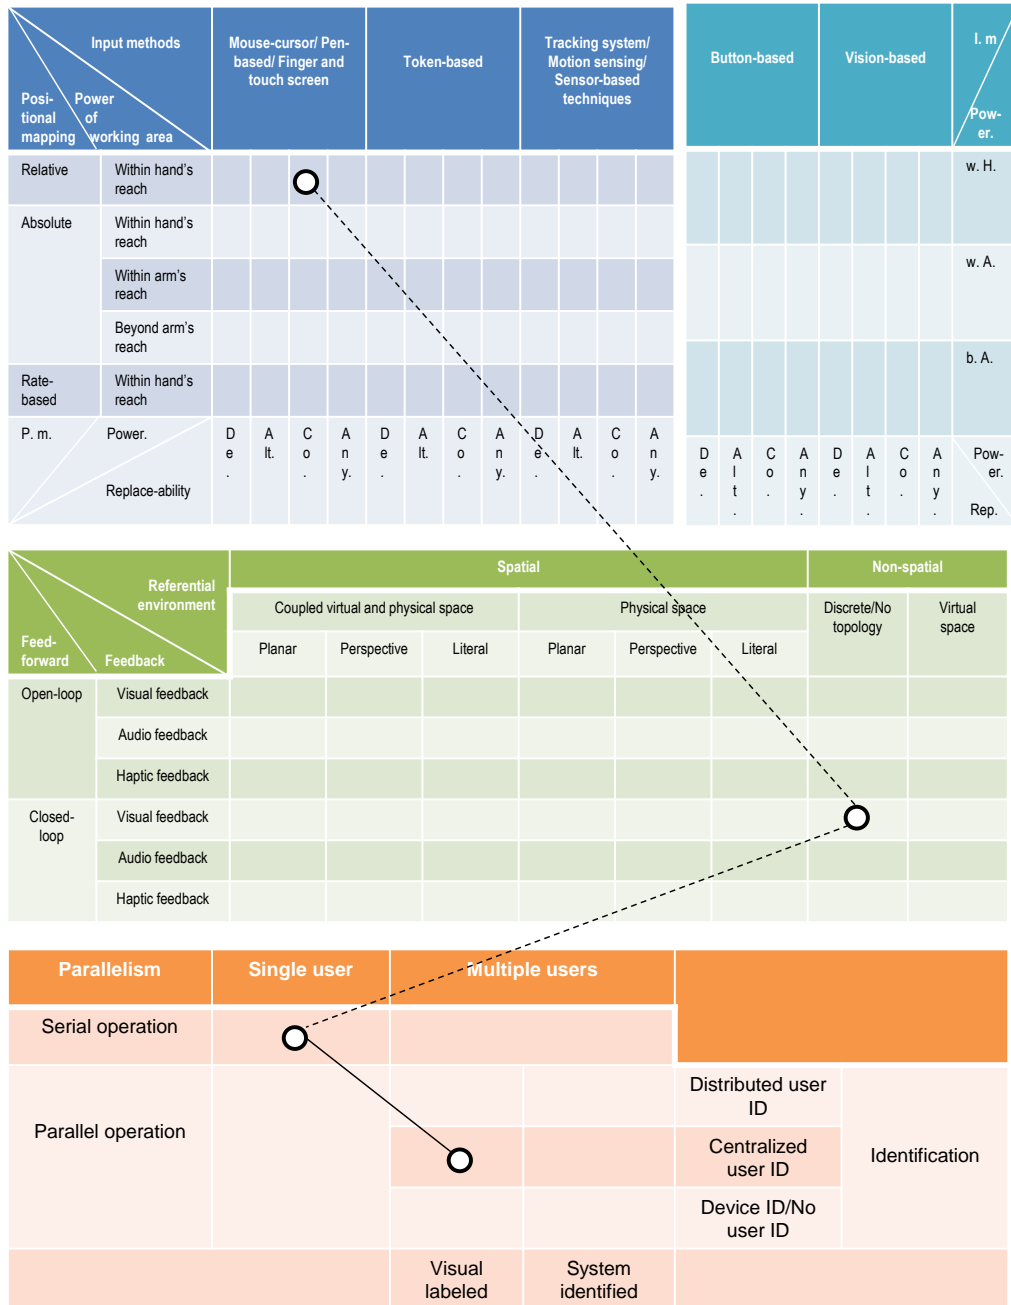 Input methods
Posi-
tional
mapping
Power
of
working area
Mouse-cursor/ Pen-
based/ Finger and
touch screen
Token-based
Tracking system/
Motion sensing/
Sensor-based
techniques
Relative
Within hand's
reach
Absolute
Within hand's
reach
Within arm's
reach
Beyond arm's
reach
Rate-
based
Within hand's
reach
P. m.
Power.
Replace-ability
D
e
.
A
lt.
C
o
.
A
n
y.
D
e
.
A
lt.
C
o
.
A
n
y.
D
e
.
A
lt.
C
o
.
A
n
y.
Button-based
Vision-based
I. m
Pow-
er.
w. H.
w. A.
b. A.
D
e
.
A
l
t
.
C
o
.
A
n
y
.
D
e
.
A
l
t
.
C
o
.
A
n
y
.
Pow-
er.
Rep.
Referential
environment
Feed-
forward
Feedback
Spatial
Non-spatial
Coupled virtual and physical space
Physical space
Discrete/No
topology
Virtual
space
Planar
Perspective
Literal
Planar
Perspective
Literal
Open-loop
Visual feedback
Audio feedback
Haptic feedback
Closed-
loop
Visual feedback
Audio feedback
Haptic feedback
Parallelism
Single user
Multiple users
Serial operation
Parallel operation
Distributed user
ID
Centralized
user ID
Device ID/No
user ID
Identification
Visual
labeled
System
identified